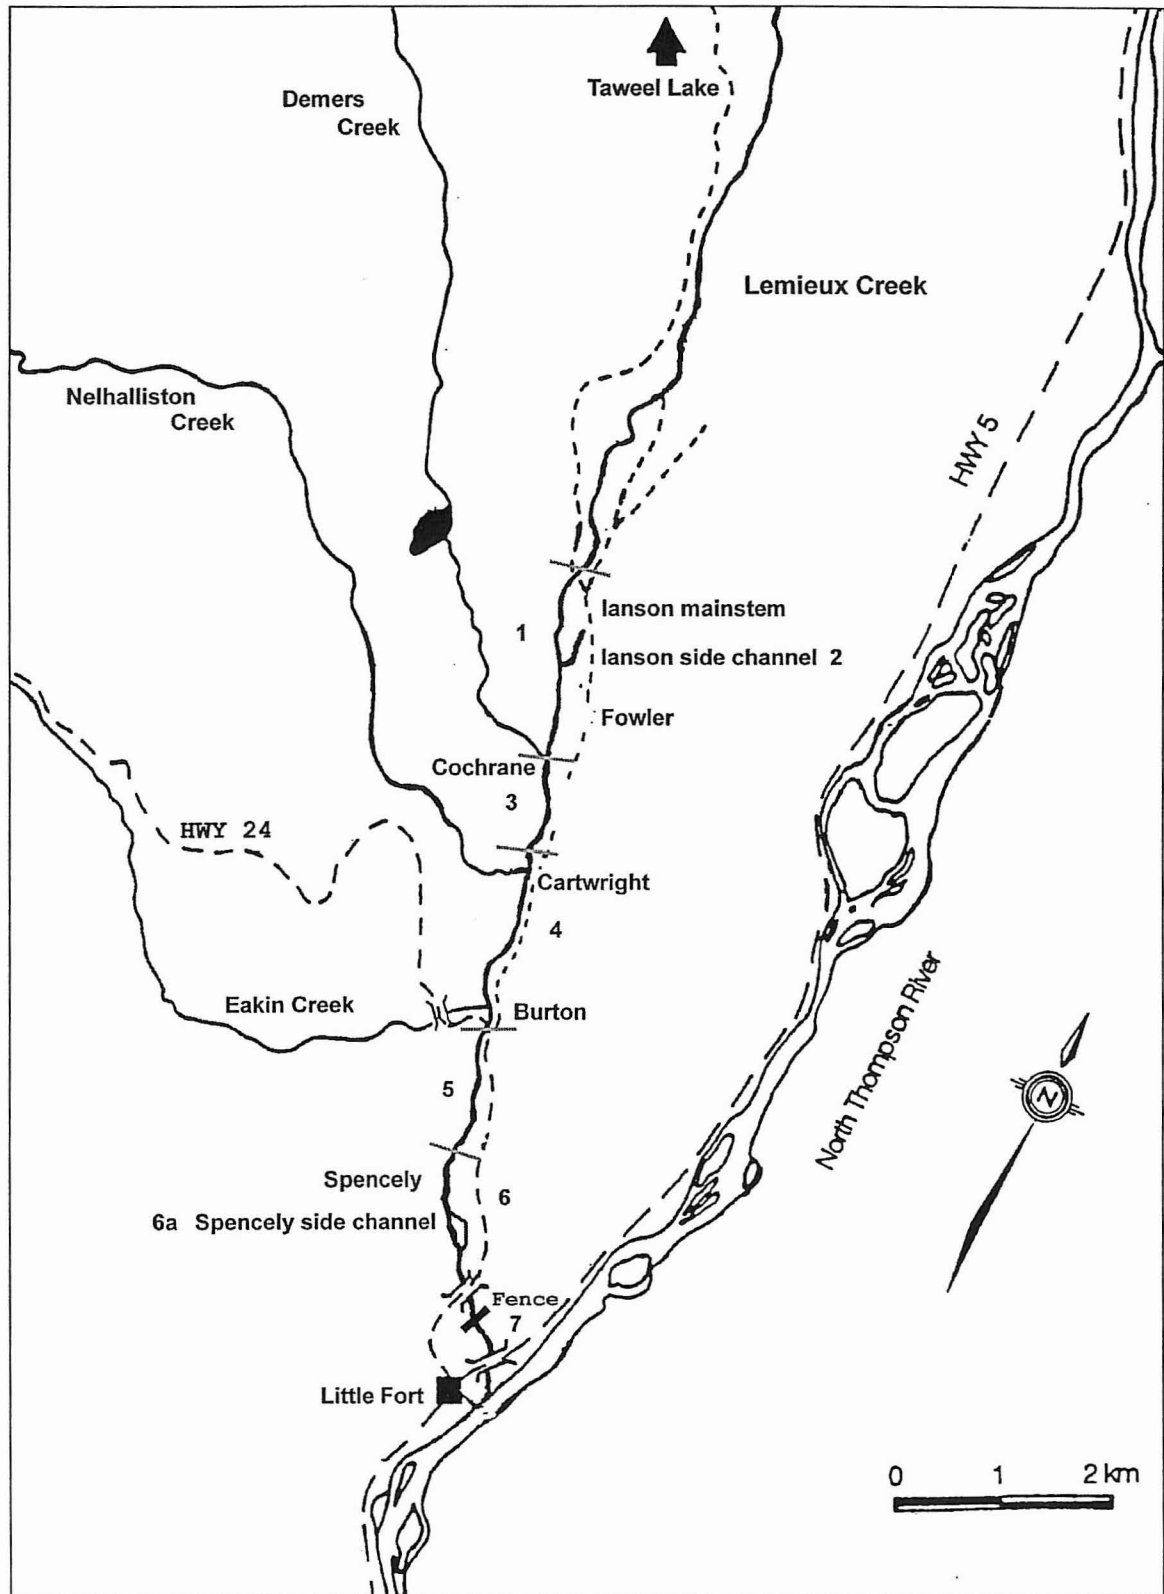 Taweel Lake
Demers
Creek
Lemieux Creek
Nelhalliston
Creek
HWY 5
Ianson mainstem
1
Ianson side channel 2
Fowler
Cochrane
3
HWY 24
Cartwright
4
Eakin Creek
Burton
North Thompson River
5
N
Spencely
6
6a Spencely side channel
Fence
7
Little Fort
0 1 2 km